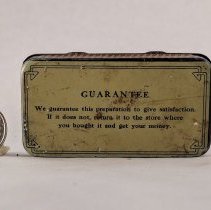 GUARANTEE
We guarantee this preparation to give satisfaction.
If it does not, return it to the store where
you bought it and get your money.